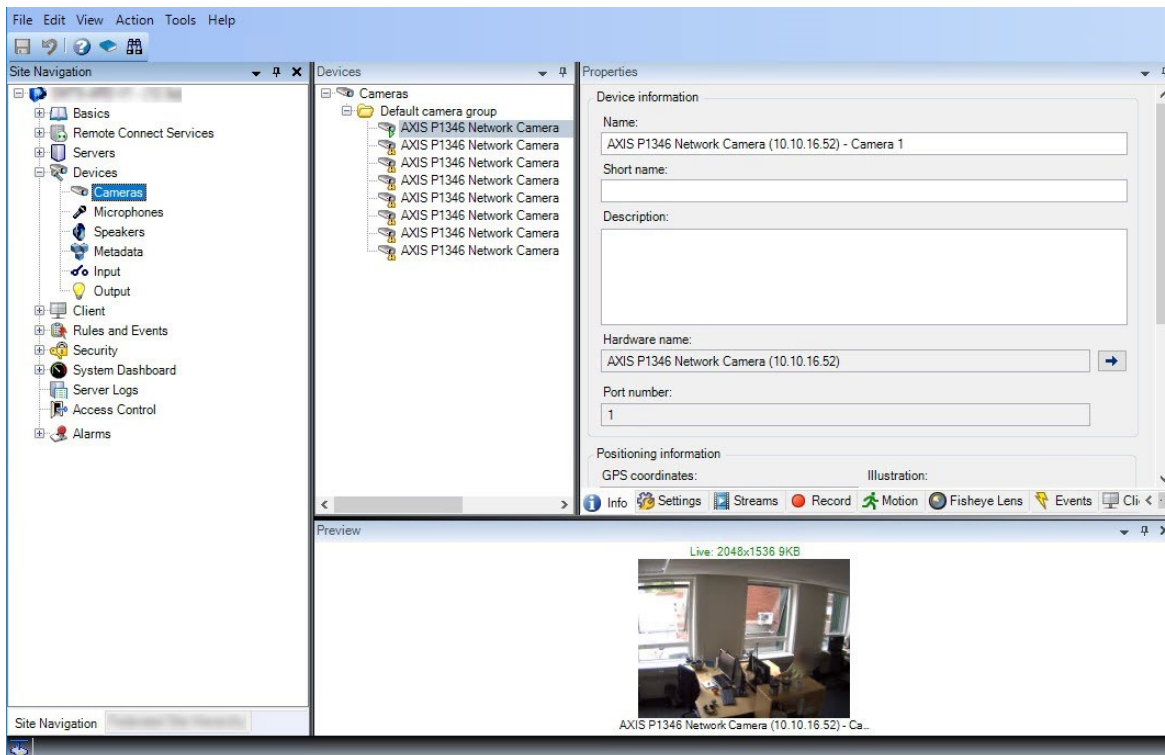 File Edit View Action Tools Help
Site Navigation
Basics
Remote Connect Services
Servers
Devices
Cameras
Microphones
Speakers
Metadata
Input
Output
Client
Rules and Events
Security
System Dashboard
Server Logs
Access Control
Alarms
Site Navigation
Devices
Cameras
Default camera group
AXIS P1346 Network Camera
AXIS P1346 Network Camera
AXIS P1346 Network Camera
AXIS P1346 Network Camera
AXIS P1346 Network Camera
AXIS P1346 Network Camera
AXIS P1346 Network Camera
AXIS P1346 Network Camera
Properties
Device information
Name:
AXIS P1346 Network Camera (10.10.16.52) - Camera 1
Short name:
Description:
Hardware name:
AXIS P1346 Network Camera (10.10.16.52)
Port number:
1
Positioning information
GPS coordinates: Illustration:
Info Settings Streams Record Motion Fisheye Lens Events Cli
Preview
Live: 2048x1536 9KB
AXIS P1346 Network Camera (10.10.16.52) - Ca...